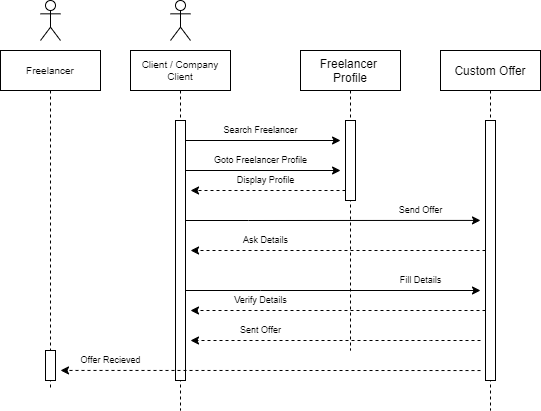 Freelancer
Client / Company
Client
Freelancer
Profile
Custom Offer
Search Freelancer
Goto Freelancer Profile
Display Profile
Send Offer
Ask Details
Fill Details
Verify Details
Sent Offer
Offer Recieved